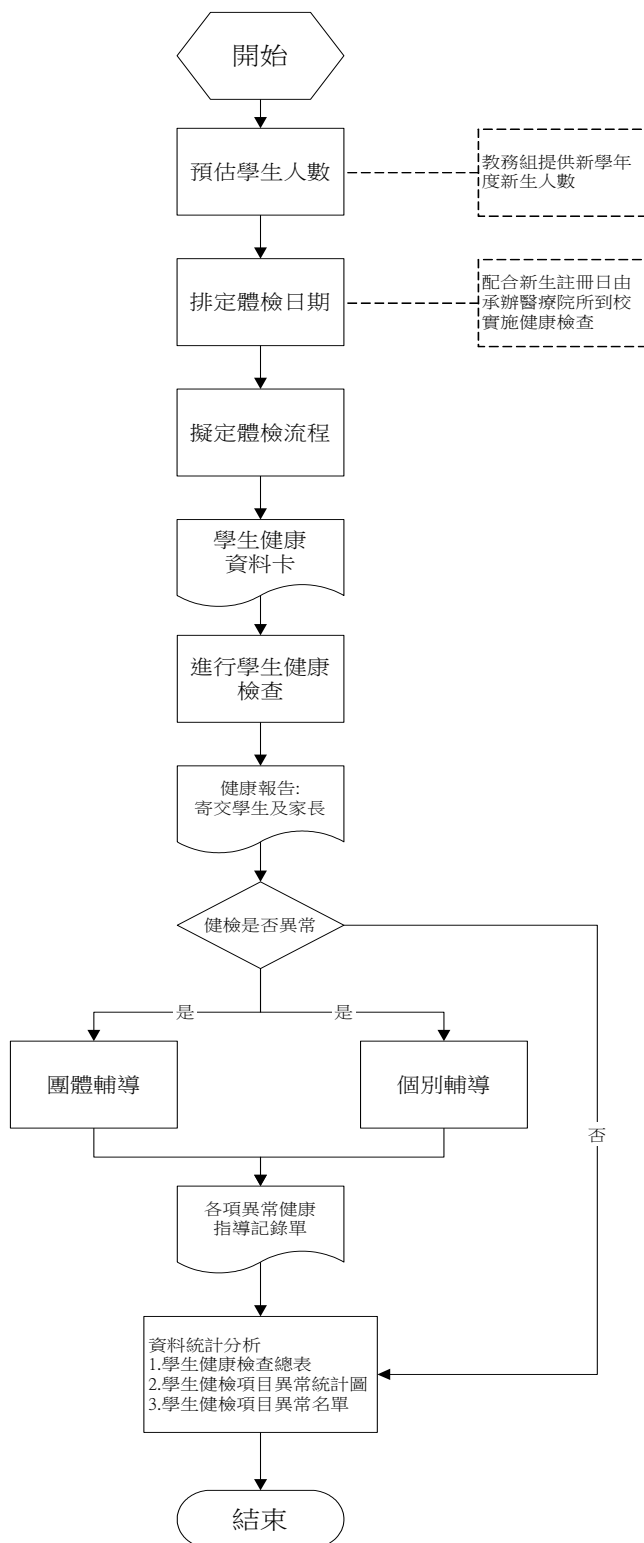 開始
預估學生人數
教務組提供新學年
度新生人數
排定體檢日期
配合新生註冊日由
承辦醫療院所到校
實施健康檢查
擬定體檢流程
學生健康
資料卡
進行學生健康
檢查
健康報告:
寄交學生及家長
健檢是否異常
是
是
團體輔導
個別輔導
否
各項異常健康
指導記錄單
資料統計分析
1.學生健康檢查總表
2.學生健檢項目異常統計圖
3.學生健檢項目異常名單
結束